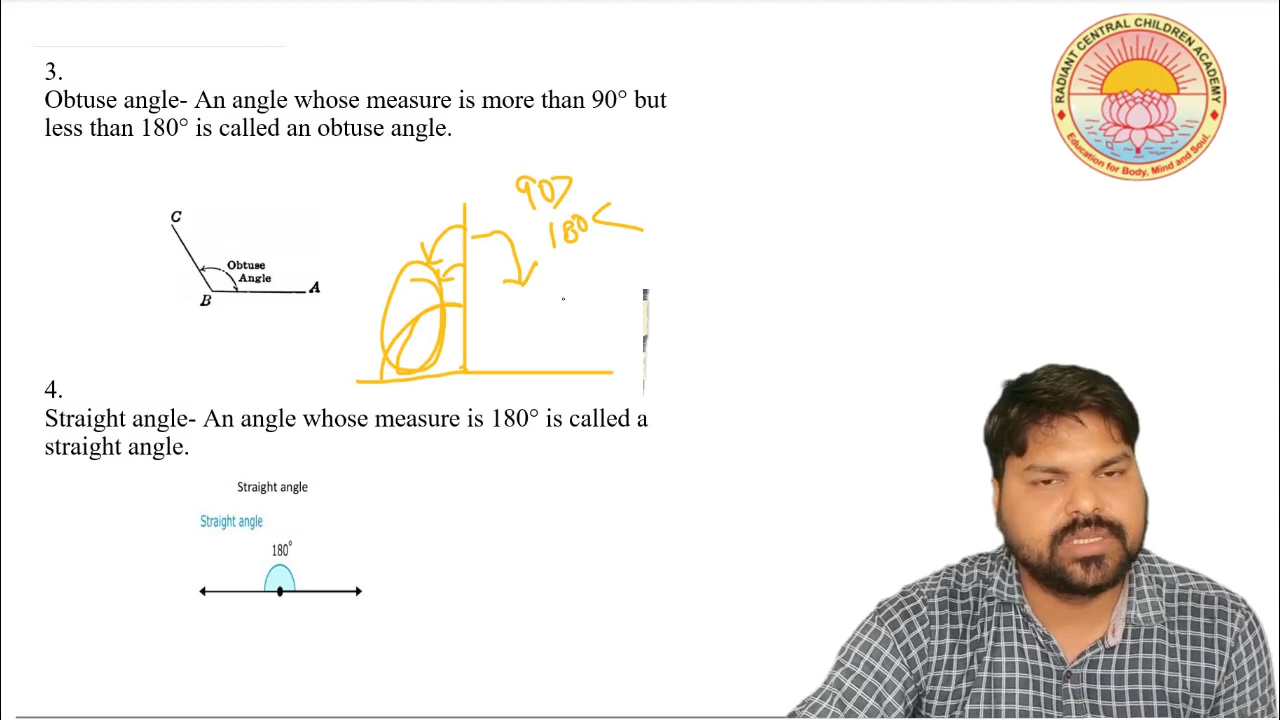 3.
Obtuse angle- An angle whose measure is more than 90° but
less than 180° is called an obtuse angle.
C
Obtuse
Angle
B
A
90>
180<
4.
Straight angle- An angle whose measure is 180° is called a
straight angle.
Straight angle
Straight angle
180°
RADIANT CENTRAL CHILDREN ACADEMY
Education for Body, Mind and Soul.